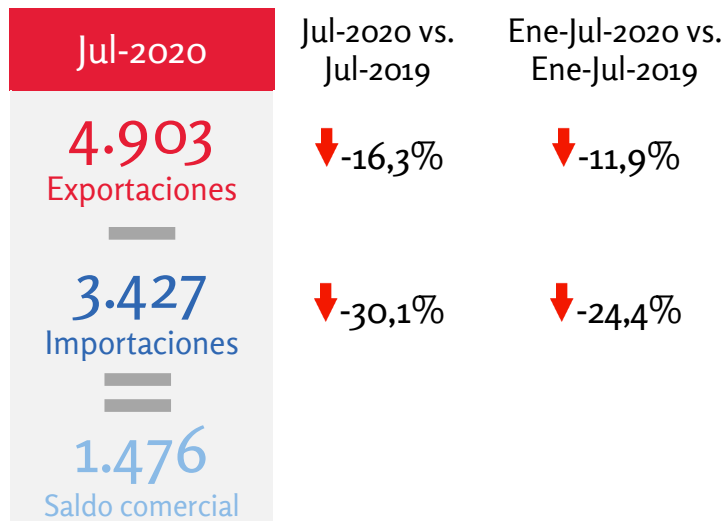 Jul-2020
Jul-2020 vs.
Jul-2019
Ene-Jul-2020 vs.
Ene-Jul-2019
4.903
Exportaciones
-16,3%
-11,9%
3.427
Importaciones
-30,1%
-24,4%
1.476
Saldo comercial